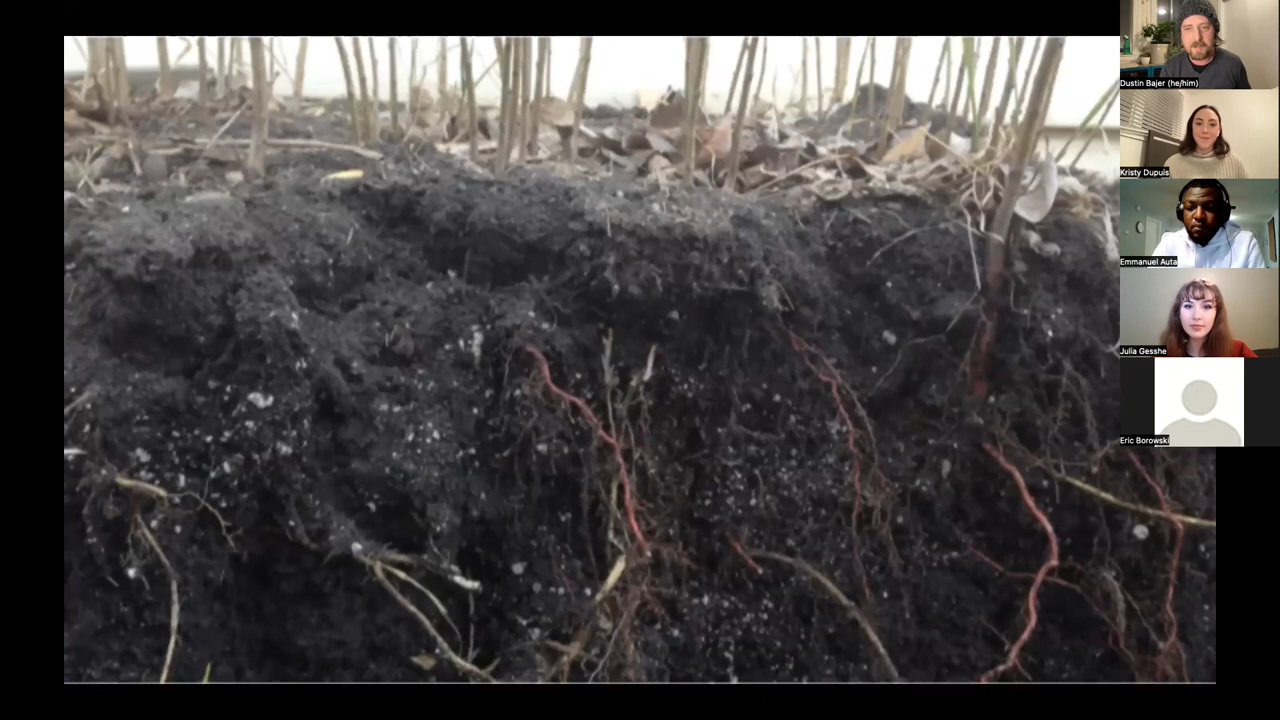 Dustin Bajer (he/him)
Kristy Dupuis
Emmanuel Auta
Julia Gesshe
Eric Borowski